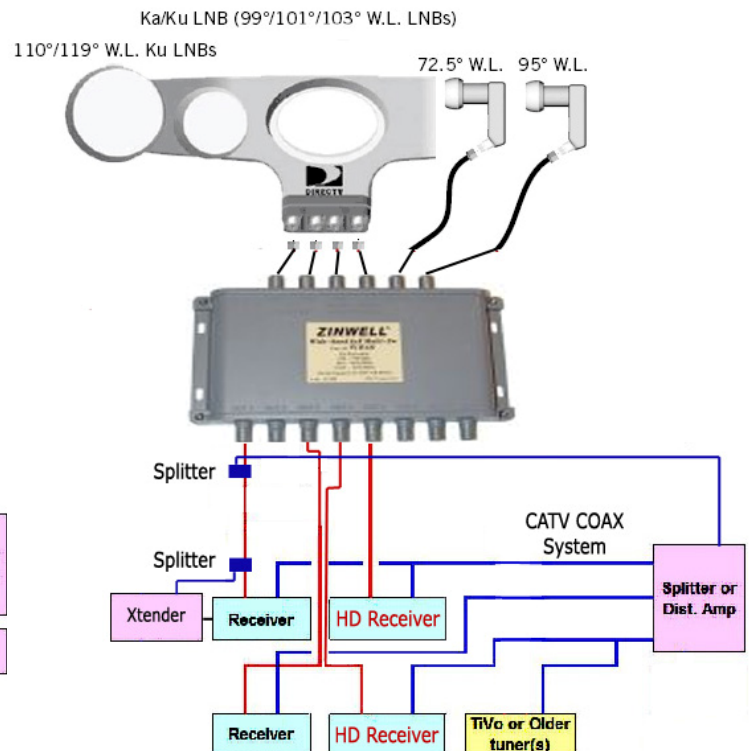 Ka/Ku LNB (99°/101°/103° W.L. LNBs)
110°/119° W.L. Ku LNBs
72.5° W.L. 95° W.L.
DIRECTV
ZINWELL
Splitter
Splitter
CATV COAX
System
Splitter or
Dist. Amp
Xtender
Receiver
HD Receiver
Receiver
HD Receiver
TiVo or Older
tuner(s)